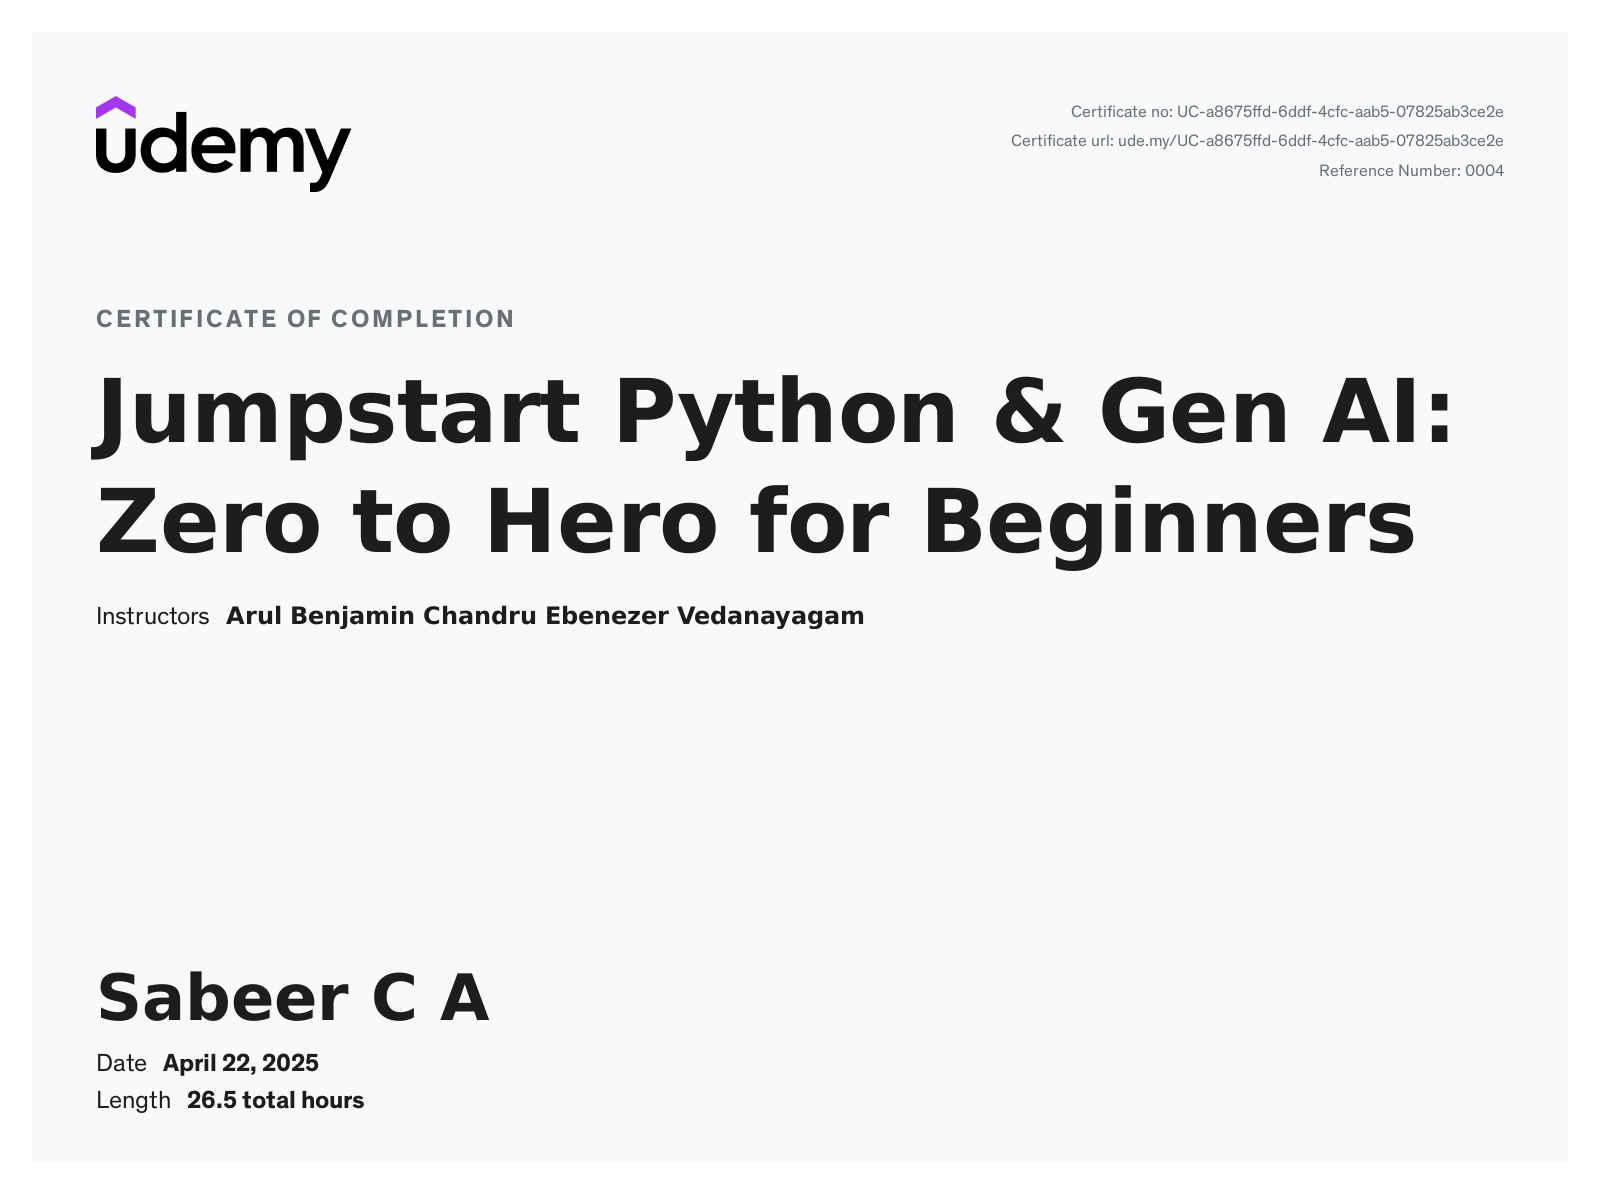 udemy
Certificate no: UC-a8675ffd-6ddf-4cfc-aab5-07825ab3ce2e
Certificate url: ude.my/UC-a8675ffd-6ddf-4cfc-aab5-07825ab3ce2e
Reference Number: 0004
CERTIFICATE OF COMPLETION
Jumpstart Python & Gen AI:
Zero to Hero for Beginners
Instructors Arul Benjamin Chandru Ebenezer Vedanayagam
Sabeer C A
Date April 22, 2025
Length 26.5 total hours